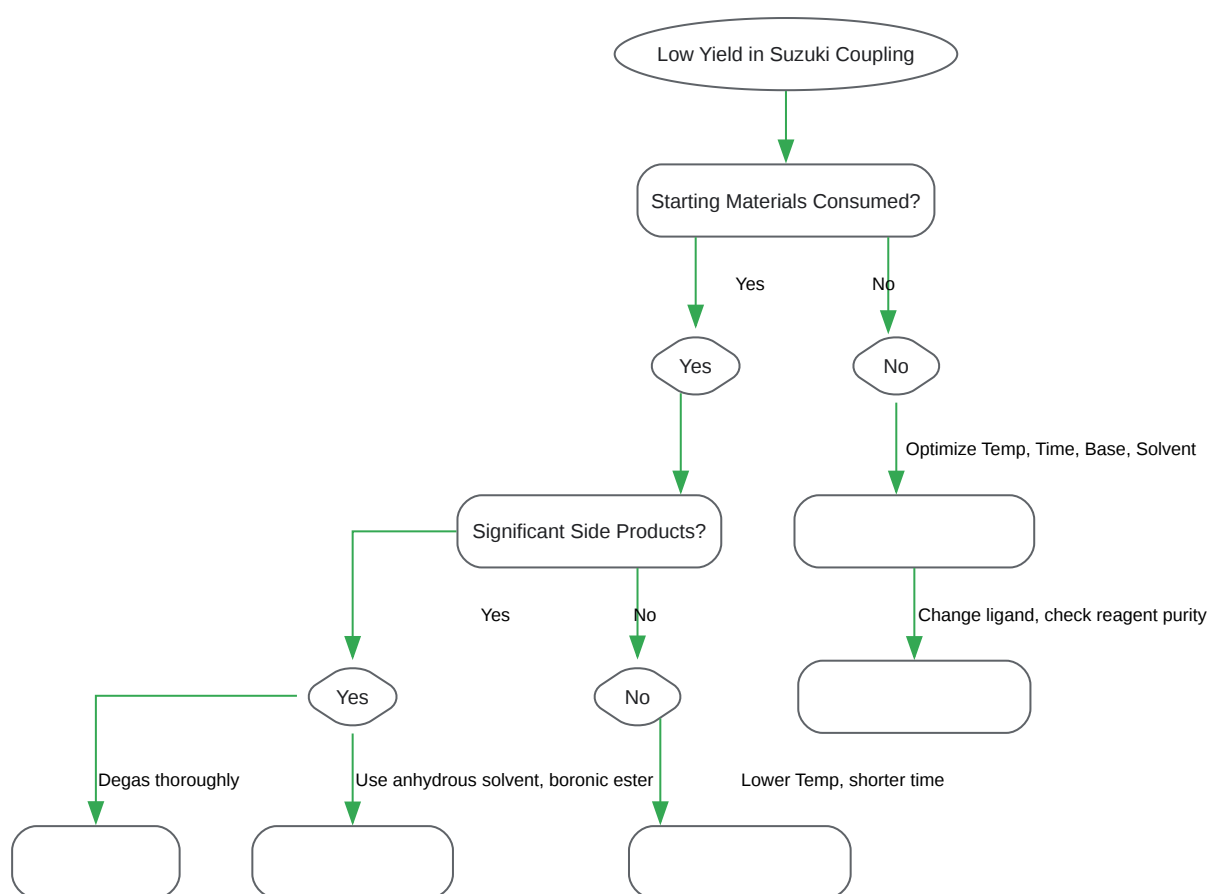 Low Yield in Suzuki Coupling
Starting Materials Consumed?
Yes
No
Yes
No
Optimize Temp, Time, Base, Solvent
Significant Side Products?
Yes
No
Change ligand, check reagent purity
Yes
No
Degas thoroughly
Use anhydrous solvent, boronic ester
Lower Temp, shorter time